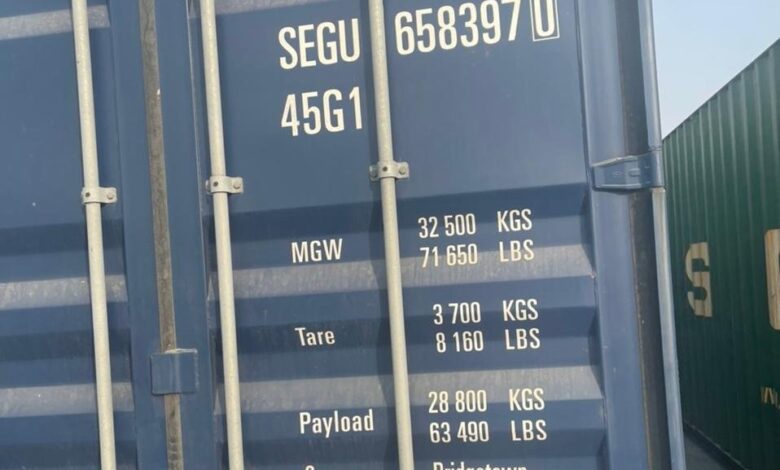 SEGU 658397 0
45G1
MGW 32 500 KGS
71 650 LBS
Tare 3 700 KGS
8 160 LBS
Payload 28 800 KGS
63 490 LBS
S